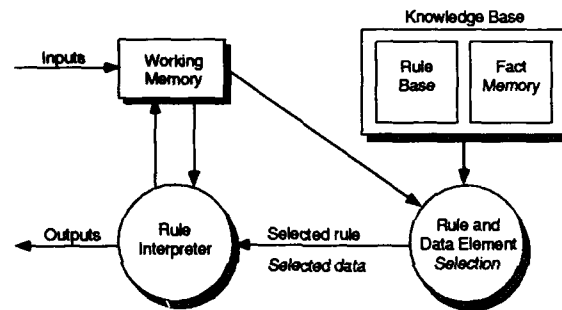 Knowledge Base
Inputs
Working
Memory
Rule
Base
Fact
Memory
Outputs
Rule
Interpreter
Selected rule
Selected data
Rule and
Data Element
Selection